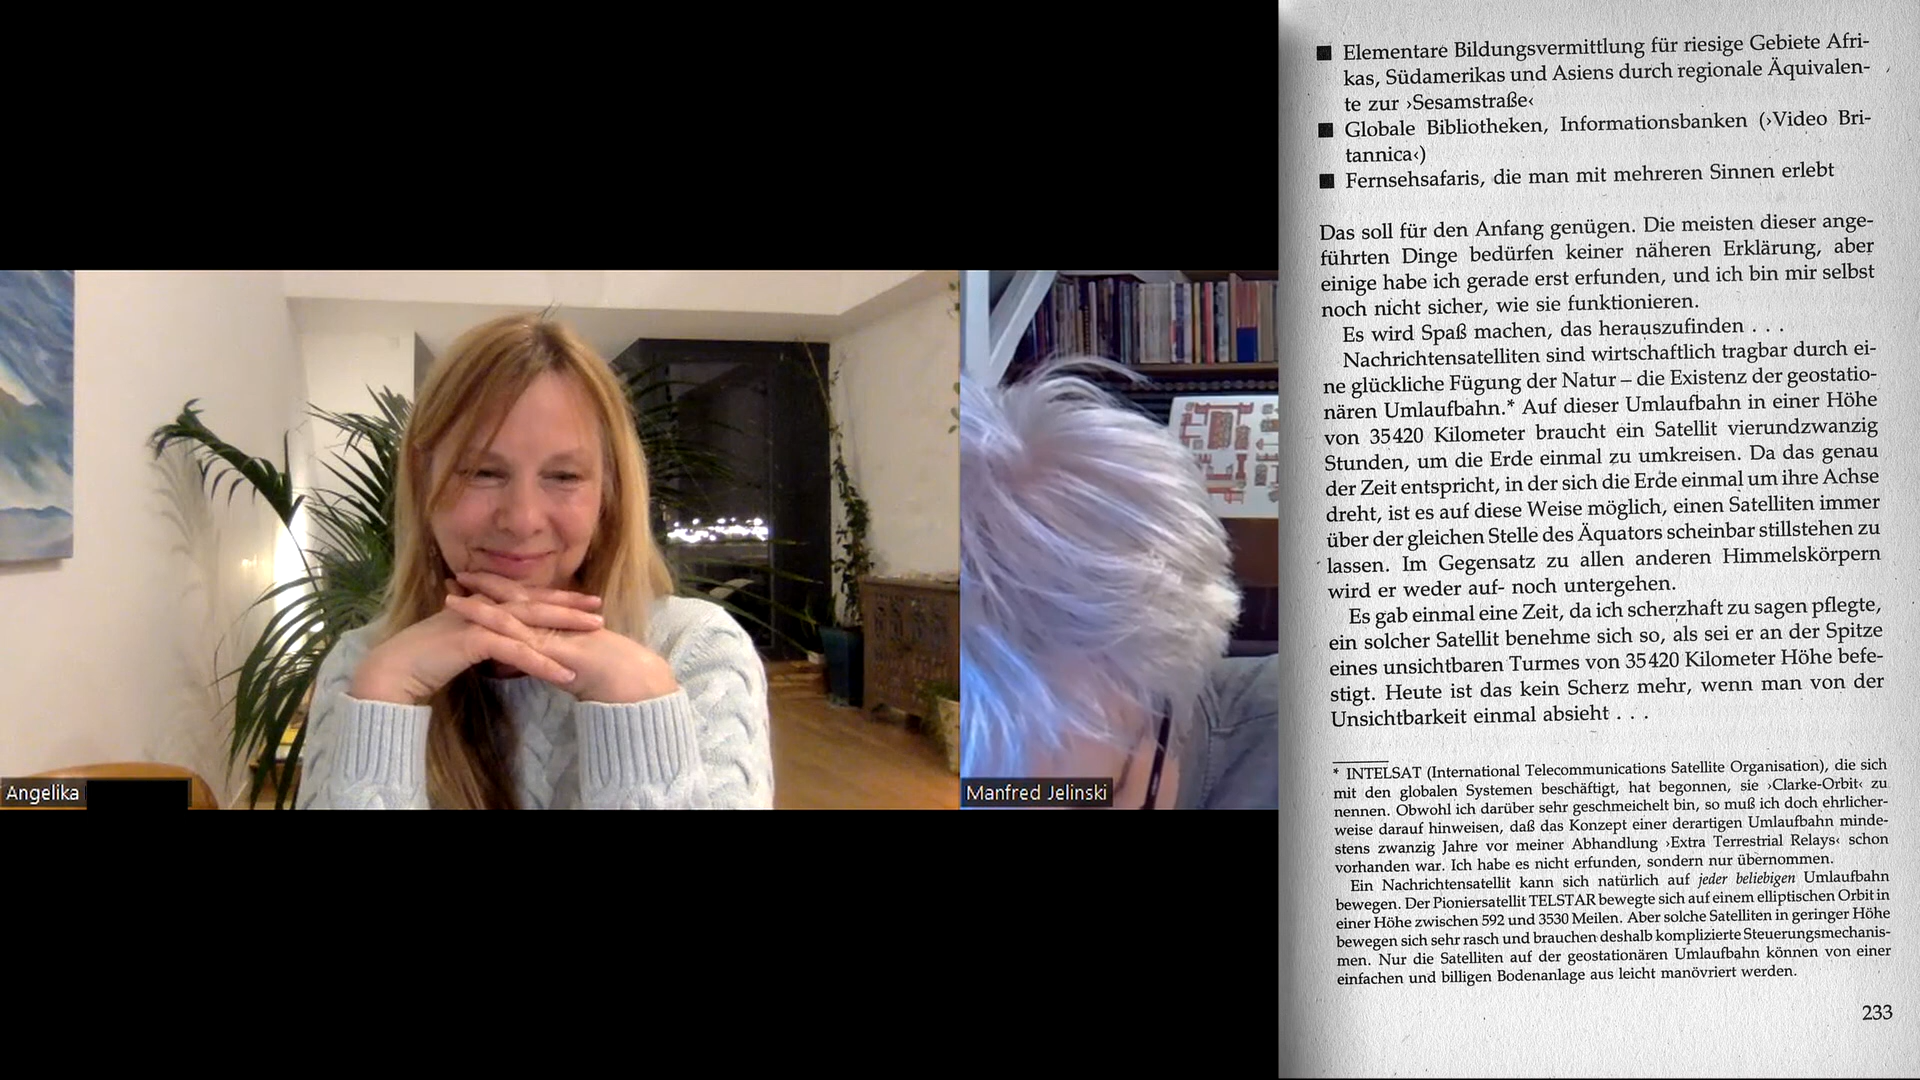 Angelika
Manfred Jelinski
■ Elementare Bildungsvermittlung für riesige Gebiete Afri-
kas, Südamerikas und Asiens durch regionale Äquivalen-
te zur ›Sesamstraße‹
■ Globale Bibliotheken, Informationsbanken (›Video Bri-
tannica‹)
■ Fernsehsafaris, die man mit mehreren Sinnen erlebt
Das soll für den Anfang genügen. Die meisten dieser ange-
führten Dinge bedürfen keiner näheren Erklärung, aber
einige habe ich gerade erst erfunden, und ich bin mir selbst
noch nicht sicher, wie sie funktionieren.
Es wird Spaß machen, das herauszufinden . . .
Nachrichtensatelliten sind wirtschaftlich tragbar durch ei-
ne glückliche Fügung der Natur – die Existenz der geostatio-
nären Umlaufbahn.* Auf dieser Umlaufbahn in einer Höhe
von 35420 Kilometer braucht ein Satellit vierundzwanzig
Stunden, um die Erde einmal zu umkreisen. Da das genau
der Zeit entspricht, in der sich die Erde einmal um ihre Achse
dreht, ist es auf diese Weise möglich, einen Satelliten immer
über der gleichen Stelle des Äquators scheinbar stillstehen zu
lassen. Im Gegensatz zu allen anderen Himmelskörpern
wird er weder auf- noch untergehen.
Es gab einmal eine Zeit, da ich scherzhaft zu sagen pflegte,
ein solcher Satellit benehme sich so, als sei er an der Spitze
eines unsichtbaren Turmes von 35420 Kilometer Höhe befe-
stigt. Heute ist das kein Scherz mehr, wenn man von der
Unsichtbarkeit einmal absieht . . .
* INTELSAT (International Telecommunications Satellite Organisation), die sich
mit den globalen Systemen beschäftigt, hat begonnen, sie ›Clarke-Orbit‹ zu
nennen. Obwohl ich darüber sehr geschmeichelt bin, so muß ich doch ehrlicher-
weise darauf hinweisen, daß das Konzept einer derartigen Umlaufbahn minde-
stens zwanzig Jahre vor meiner Abhandlung ›Extra Terrestrial Relays‹ schon
vorhanden war. Ich habe es nicht erfunden, sondern nur übernommen.
Ein Nachrichtensatellit kann sich natürlich auf jeder beliebigen Umlaufbahn
bewegen. Der Pioniersatellit TELSTAR bewegte sich auf einem elliptischen Orbit in
einer Höhe zwischen 592 und 3530 Meilen. Aber solche Satelliten in geringer Höhe
bewegen sich sehr rasch und brauchen deshalb komplizierte Steuerungsmechanis-
men. Nur die Satelliten auf der geostationären Umlaufbahn können von einer
einfachen und billigen Bodenanlage aus leicht manövriert werden.
233